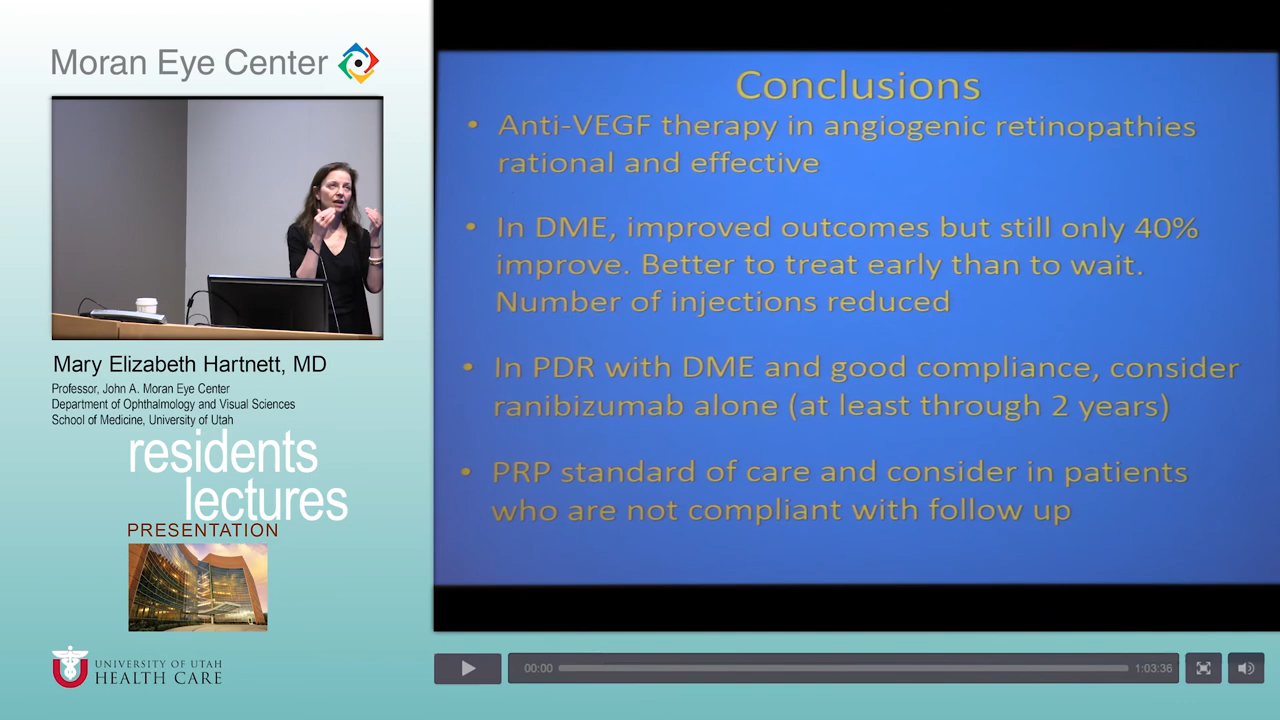 Moran Eye Center
Mary Elizabeth Hartnett, MD
Professor, John A. Moran Eye Center
Department of Ophthalmology and Visual Sciences
School of Medicine, University of Utah
residents
lectures
PRESENTATION
UNIVERSITY OF UTAH
HEALTH CARE
Conclusions
• Anti-VEGF therapy in angiogenic retinopathies
rational and effective
• In DME, improved outcomes but still only 40%
improve. Better to treat early than to wait.
Number of injections reduced
• In PDR with DME and good compliance, consider
ranibizumab alone (at least through 2 years)
• PRP standard of care and consider in patients
who are not compliant with follow up
00:00
1:03:36